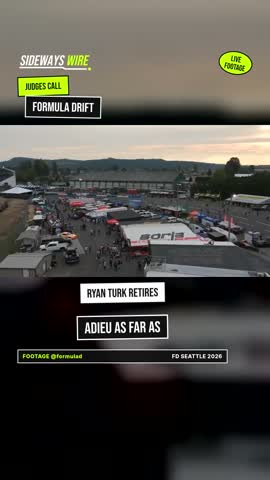 SIDEWAYS WIRE
LIVE
FOOTAGE
JUDGES CALL
FORMULA DRIFT
borla
RYAN TURK RETIRES
ADIEU AS FAR AS
FOOTAGE @formulad
FD SEATTLE 2026